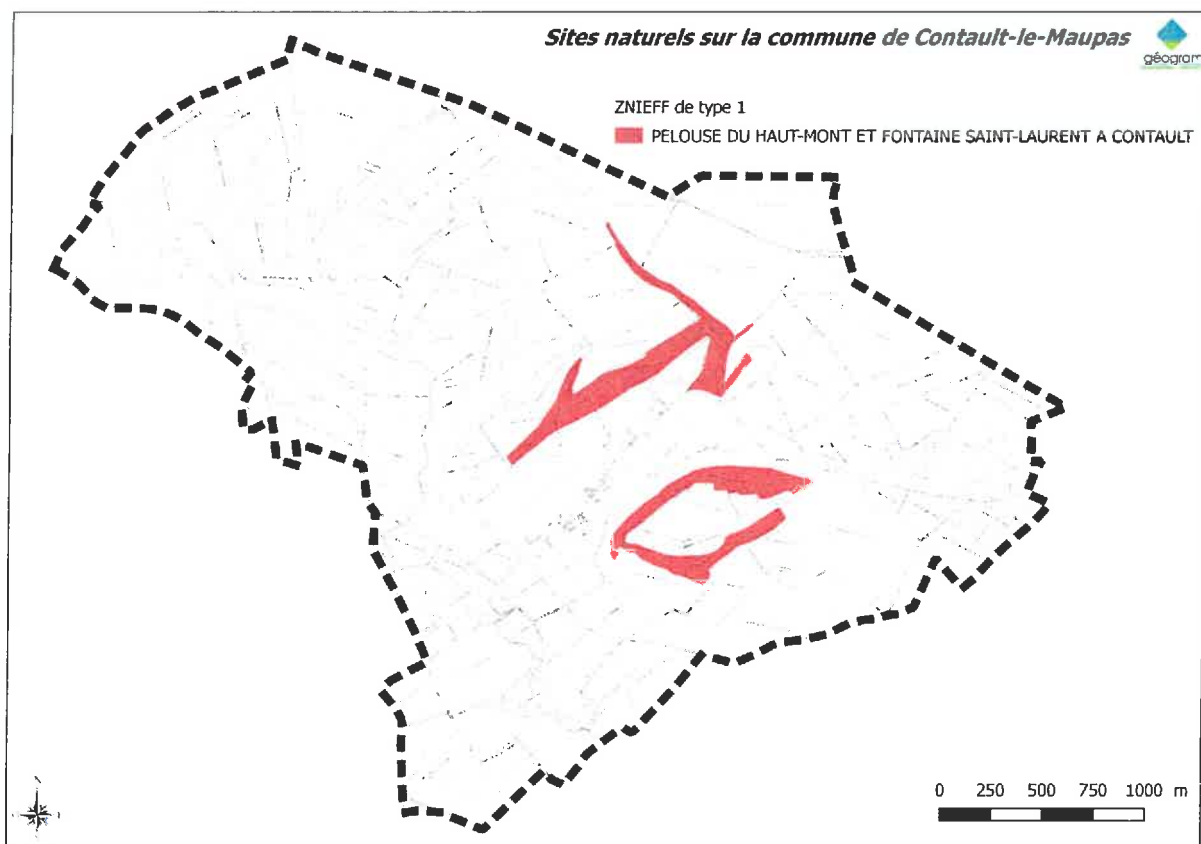 Sites naturels sur la commune de Contault-le-Maupas
géogram
ZNIEFF de type 1
PELOUSE DU HAUT-MONT ET FONTAINE SAINT-LAURENT A CONTAULT
0 250 500 750 1000 m